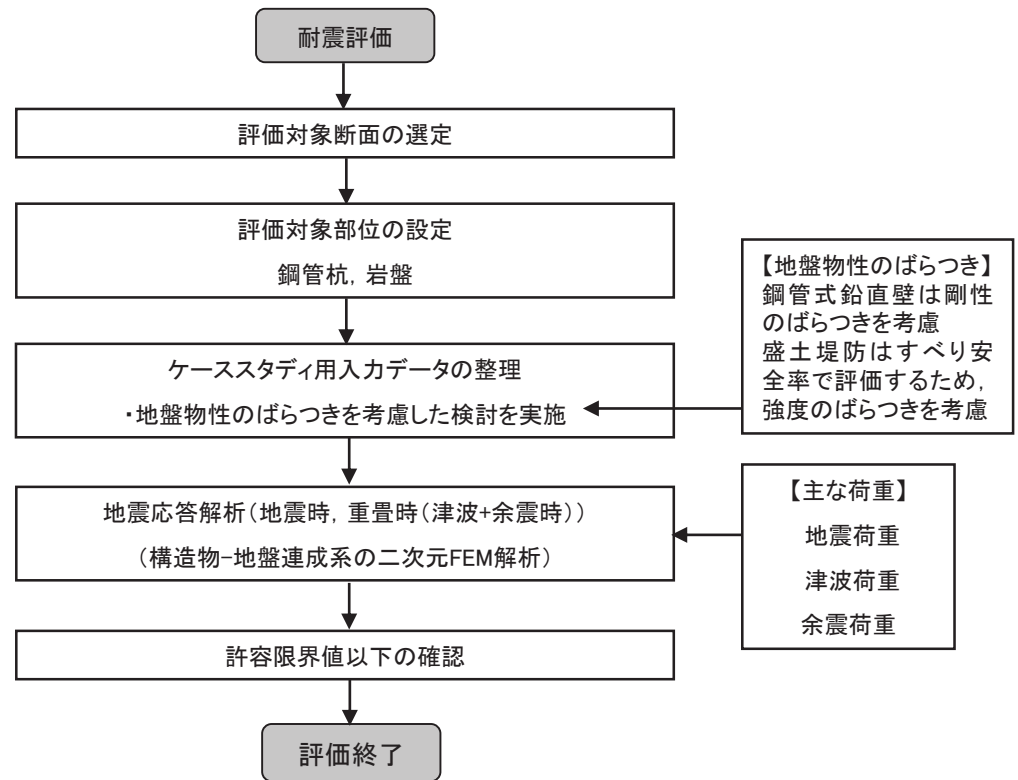 耐震評価
評価対象断面の選定
評価対象部位の設定
鋼管杭，岩盤
【地盤物性のばらつき】
鋼管式鉛直壁は剛性
のばらつきを考慮
盛土堤防はすべり安
全率で評価するため，
強度のばらつきを考慮
ケーススタディ用入力データの整理
・地盤物性のばらつきを考慮した検討を実施
地震応答解析（地震時，重畳時（津波+余震時））
（構造物−地盤連成系の二次元FEM解析）
【主な荷重】
地震荷重
津波荷重
余震荷重
許容限界値以下の確認
評価終了